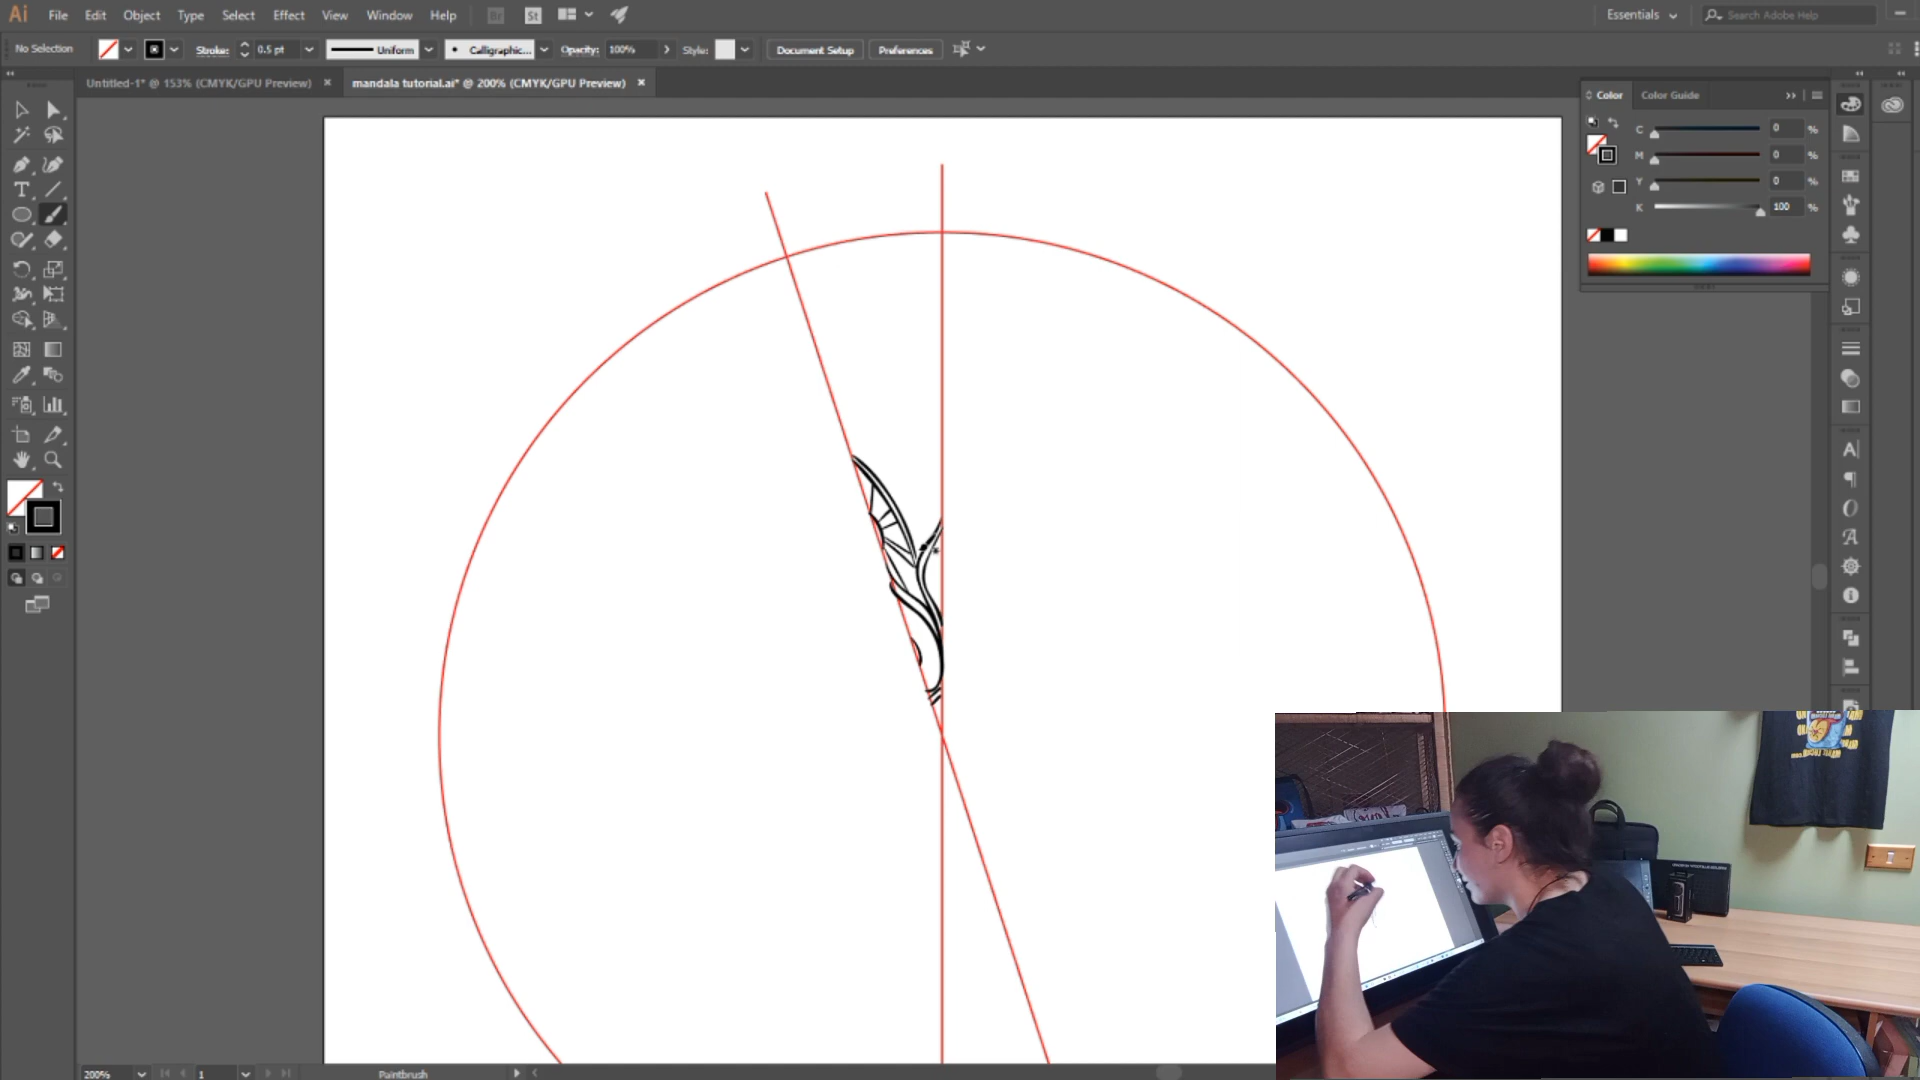 Ai File Edit Object Type Select Effect View Window Help Br St Essentials Search Adobe Help
No Selection Stroke: 0.5 pt Uniform Calligraphic... Opacity: 100% Style: Document Setup Preferences
Untitled-1* @ 153% (CMYK/GPU Preview) × mandala tutorial.ai* @ 200% (CMYK/GPU Preview) ×
Color Color Guide
C 0 %
M 0 %
Y 0 %
K 100 %
200% 1 Paintbrush